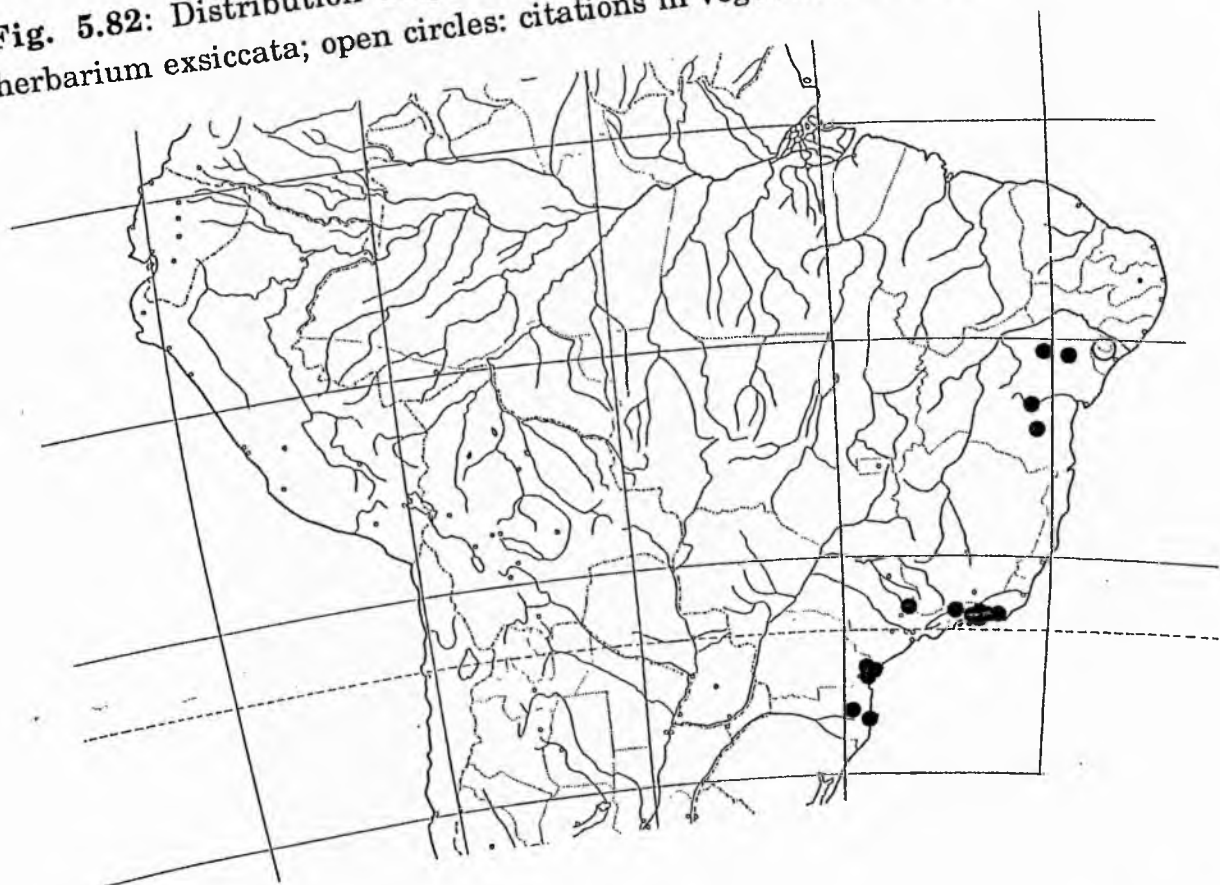 Fig. 5.82: Distribution
herbarium exsiccata; open circles: citations in